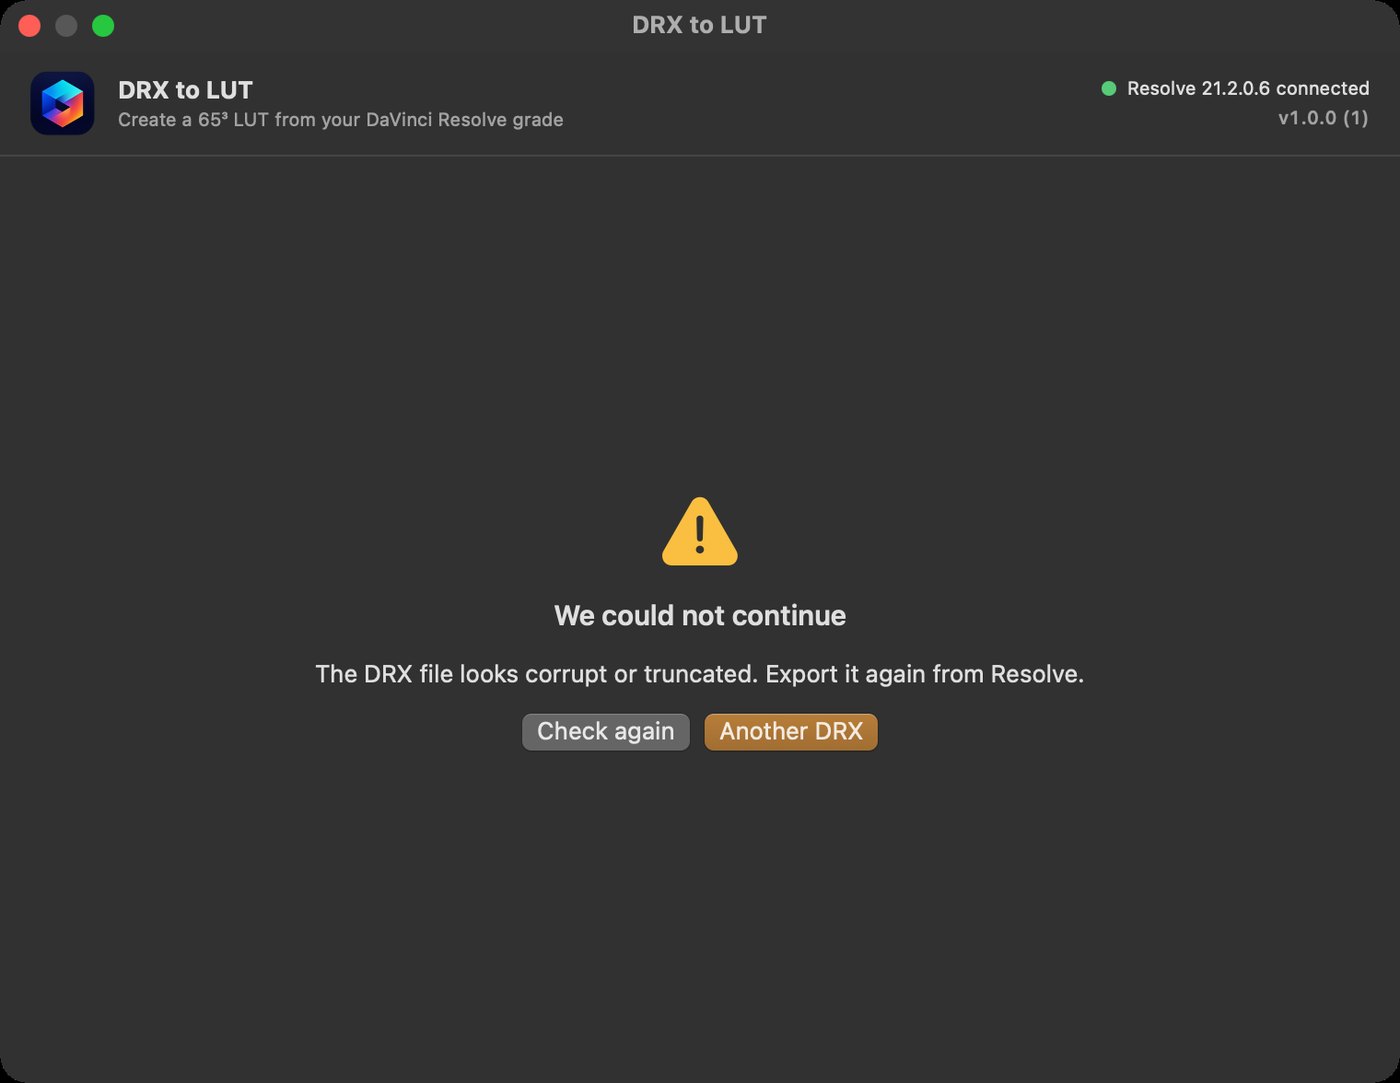 DRX to LUT
DRX to LUT
Create a 65³ LUT from your DaVinci Resolve grade
Resolve 21.2.0.6 connected
v1.0.0 (1)
We could not continue
The DRX file looks corrupt or truncated. Export it again from Resolve.
Check again
Another DRX